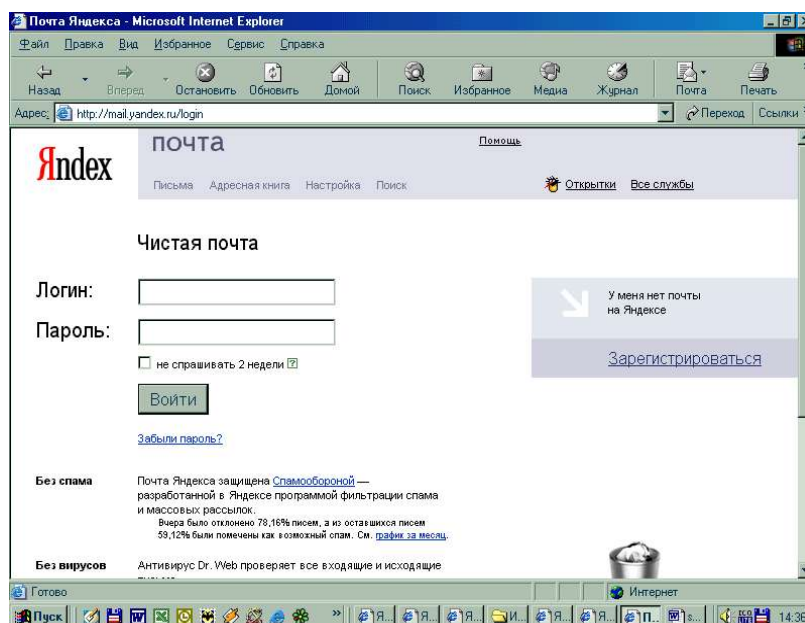 Почта Яндекса - Microsoft Internet Explorer
Файл Правка Вид Избранное Сервис Справка
Назад Вперед Остановить Обновить Домой Поиск Избранное Медиа Журнал Почта Печать
Адрес: http://mail.yandex.ru/login Переход Ссылки
Яndex
почта
Помощь
Письма Адресная книга Настройка Поиск
Открытки Все службы
Чистая почта
Логин:
У меня нет почты
на Яндексе
Пароль:
Зарегистрироваться
не спрашивать 2 недели ?
Войти
Забыли пароль?
Без спама
Почта Яндекса защищена Спамообороной —
разработанной в Яндексе программой фильтрации спама
и массовых рассылок.
Вчера было отклонено 78,16% писем, а из оставшихся писем
59,12% были помечены как возможный спам. См. график за месяц.
Без вирусов
Антивирус Dr. Web проверяет все входящие и исходящие
Готово
Интернет
Пуск » Я... Я... Я... И... Я... Я... П... s... 14:36